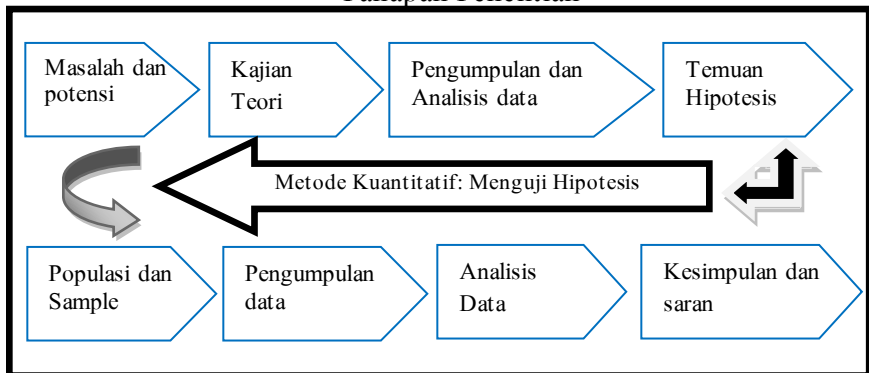 Masalah dan
potensi
Kajian
Teori
Pengumpulan dan
Analisis data
Temuan
Hipotesis
Metode Kuantitatif: Menguji Hipotesis
Populasi dan
Sample
Pengumpulan
data
Analisis
Data
Kesimpulan dan
saran